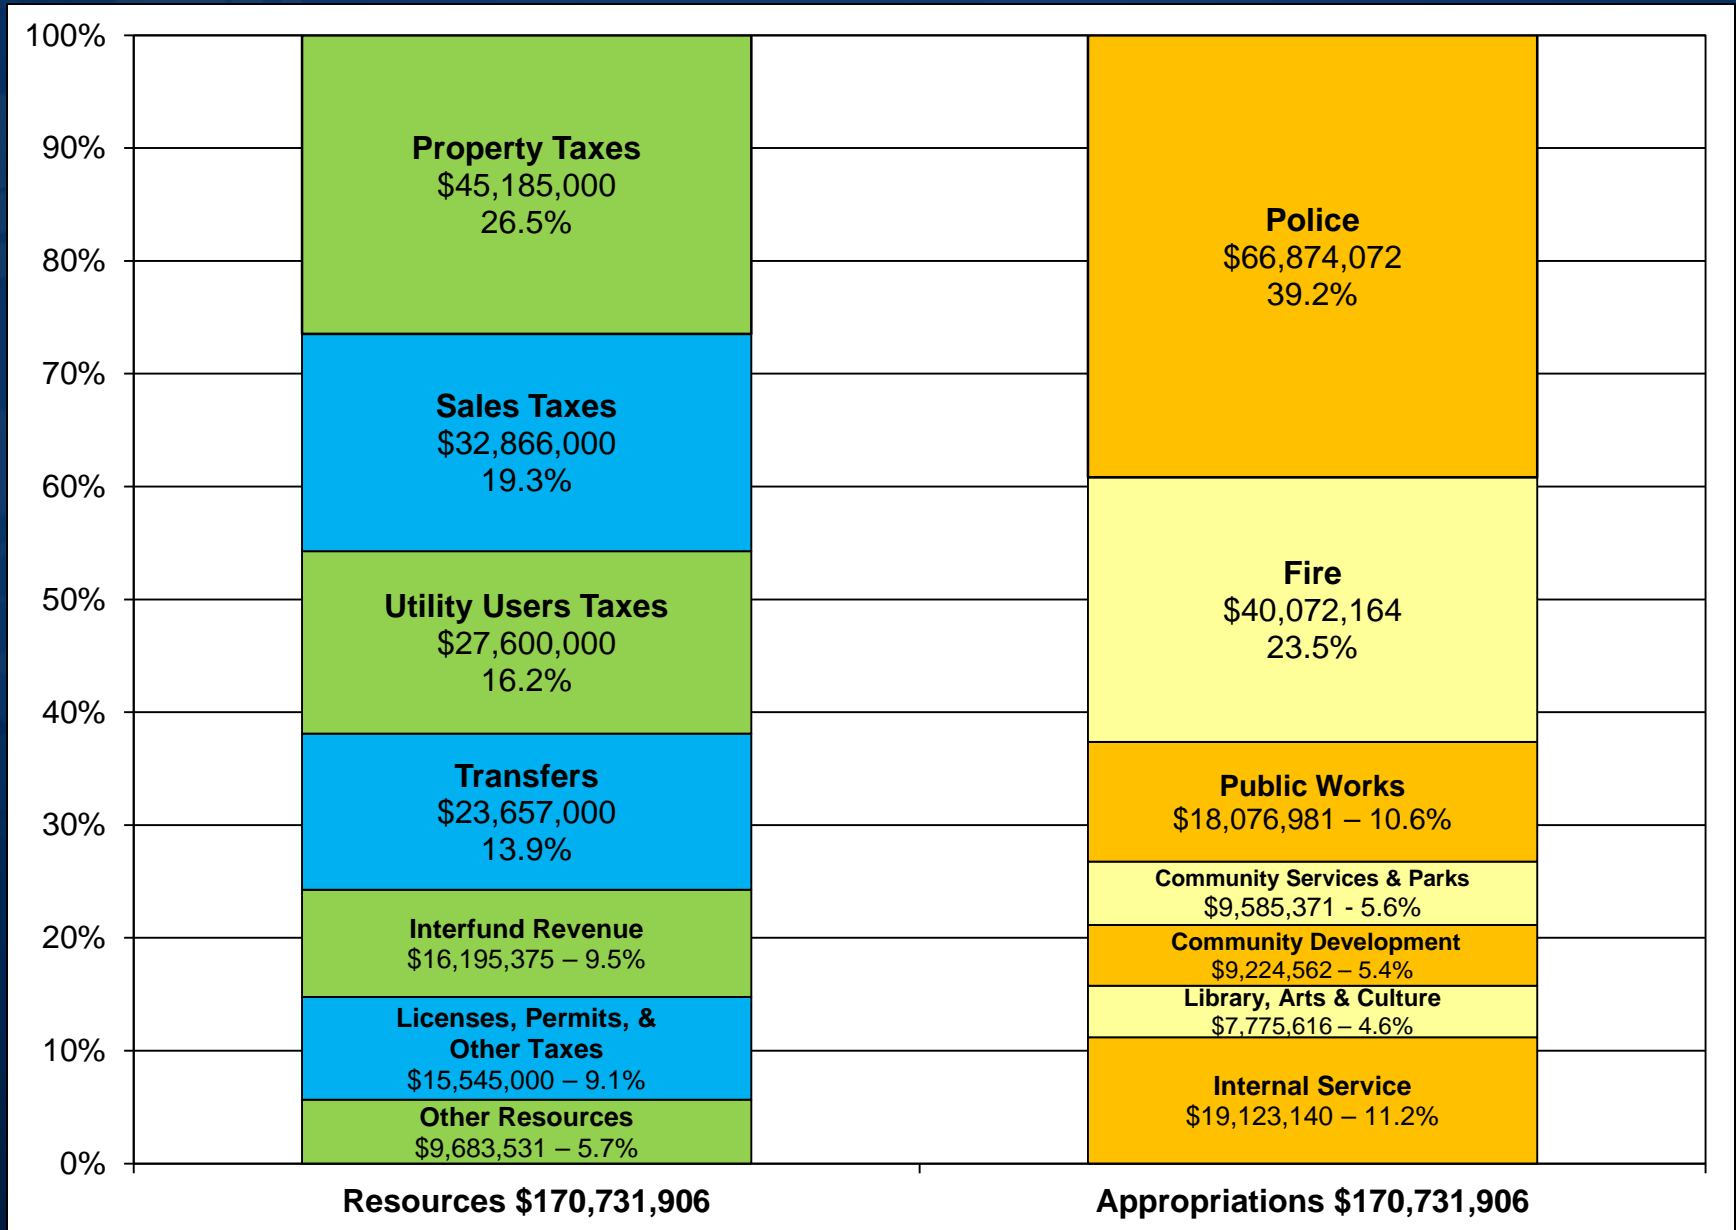 100%
90%
80%
70%
60%
50%
40%
30%
20%
10%
0%
Property Taxes
$45,185,000
26.5%
Sales Taxes
$32,866,000
19.3%
Utility Users Taxes
$27,600,000
16.2%
Transfers
$23,657,000
13.9%
Interfund Revenue
$16,195,375 – 9.5%
Licenses, Permits, &
Other Taxes
$15,545,000 – 9.1%
Other Resources
$9,683,531 – 5.7%
Resources $170,731,906
Police
$66,874,072
39.2%
Fire
$40,072,164
23.5%
Public Works
$18,076,981 – 10.6%
Community Services & Parks
$9,585,371 - 5.6%
Community Development
$9,224,562 – 5.4%
Library, Arts & Culture
$7,775,616 – 4.6%
Internal Service
$19,123,140 – 11.2%
Appropriations $170,731,906